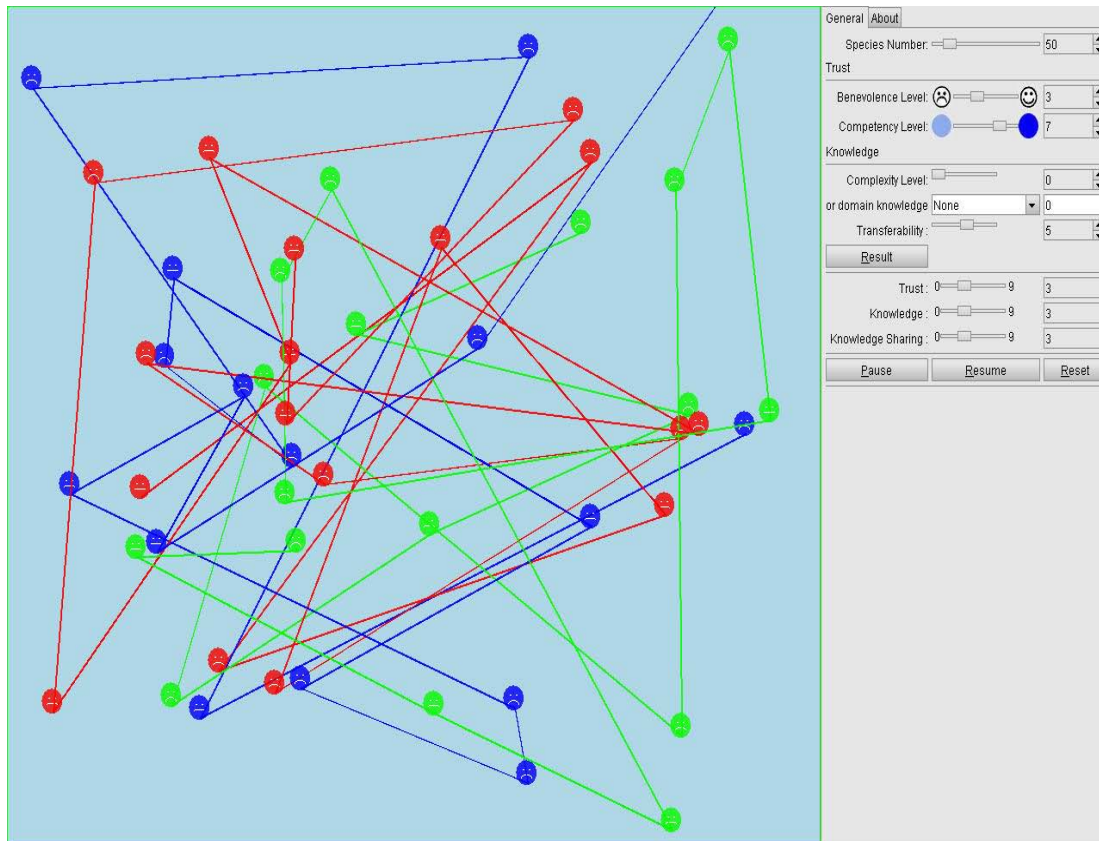 General About
Species Number: 50
Trust
Benevolence Level: 3
Competency Level: 7
Knowledge
Complexity Level: 0
or domain knowledge None 0
Transferability : 5
Result
Trust : 0 9 3
Knowledge : 0 9 3
Knowledge Sharing : 0 9 3
Pause Resume Reset